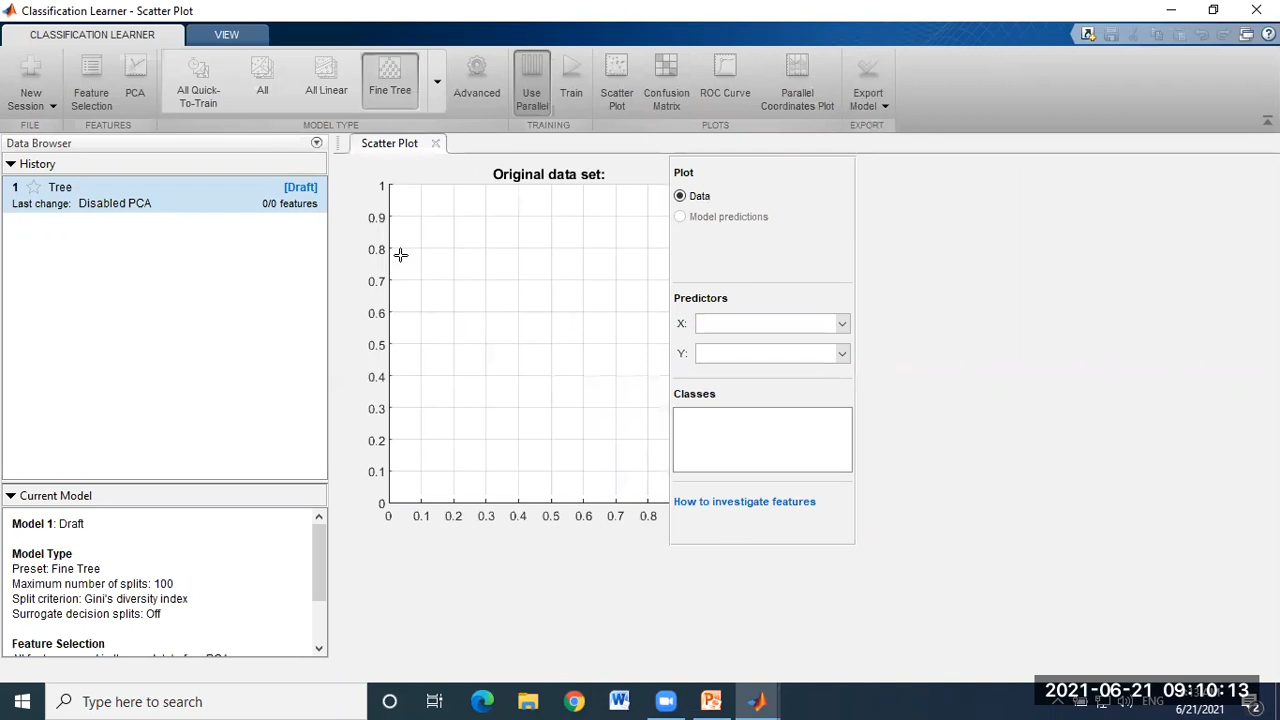 Classification Learner - Scatter Plot
CLASSIFICATION LEARNER
VIEW
New
Session
Feature
Selection
PCA
All Quick-
To-Train
All
All Linear
Fine Tree
Advanced
Use
Parallel
Train
Scatter
Plot
Confusion
Matrix
ROC Curve
Parallel
Coordinates Plot
Export
Model
FILE
FEATURES
MODEL TYPE
TRAINING
PLOTS
EXPORT
Data Browser
History
1 Tree [Draft]
Last change: Disabled PCA 0/0 features
Current Model
Model 1: Draft
Model Type
Preset: Fine Tree
Maximum number of splits: 100
Split criterion: Gini's diversity index
Surrogate decision splits: Off
Feature Selection
Scatter Plot
Original data set:
1
0.9
0.8
0.7
0.6
0.5
0.4
0.3
0.2
0.1
0
0 0.1 0.2 0.3 0.4 0.5 0.6 0.7 0.8
Plot
Data
Model predictions
Predictors
X:
Y:
Classes
How to investigate features
Type here to search
ENG
2021-06-21 09:10:13
6/21/2021
2